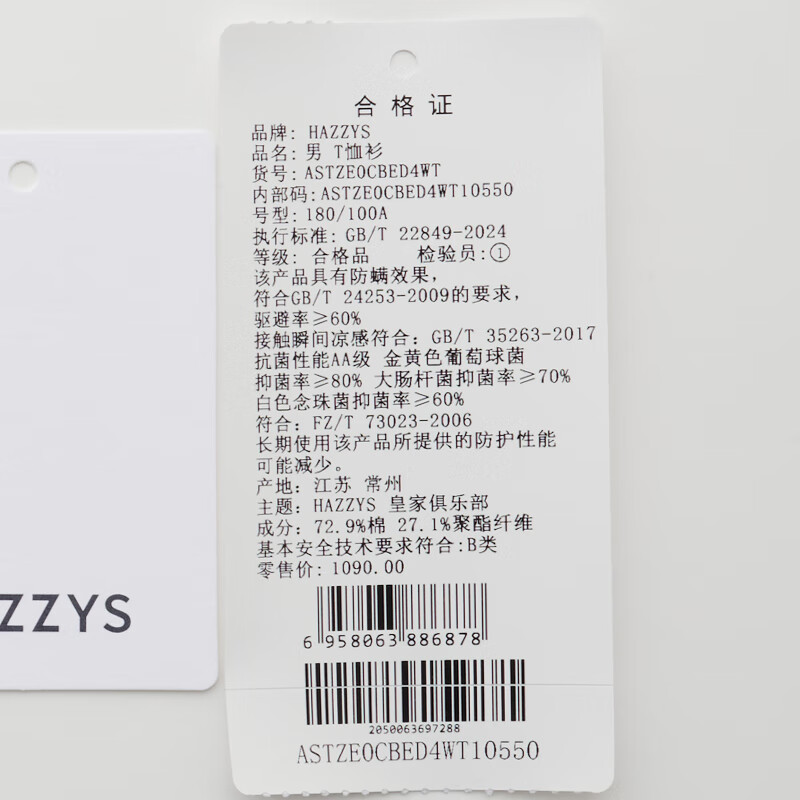 合格证
品牌: HAZZYS
品名: 男 T恤衫
货号: ASTZE0CBED4WT
内部码: ASTZE0CBED4WT10550
号型: 180/100A
执行标准: GB/T 22849-2024
等级: 合格品 检验员:①
该产品具有防螨效果,
符合GB/T 24253-2009的要求,
驱避率≥60%
接触瞬间凉感符合: GB/T 35263-2017
抗菌性能AA级 金黄色葡萄球菌
抑菌率≥80% 大肠杆菌抑菌率≥70%
白色念珠菌抑菌率≥60%
符合: FZ/T 73023-2006
长期使用该产品所提供的防护性能
可能减少。
产地: 江苏 常州
主题: HAZZYS 皇家俱乐部
成分: 72.9%棉 27.1%聚酯纤维
基本安全技术要求符合:B类
零售价: 1090.00
6 958063 886878
2050063697288
ASTZE0CBED4WT10550
ZZYS